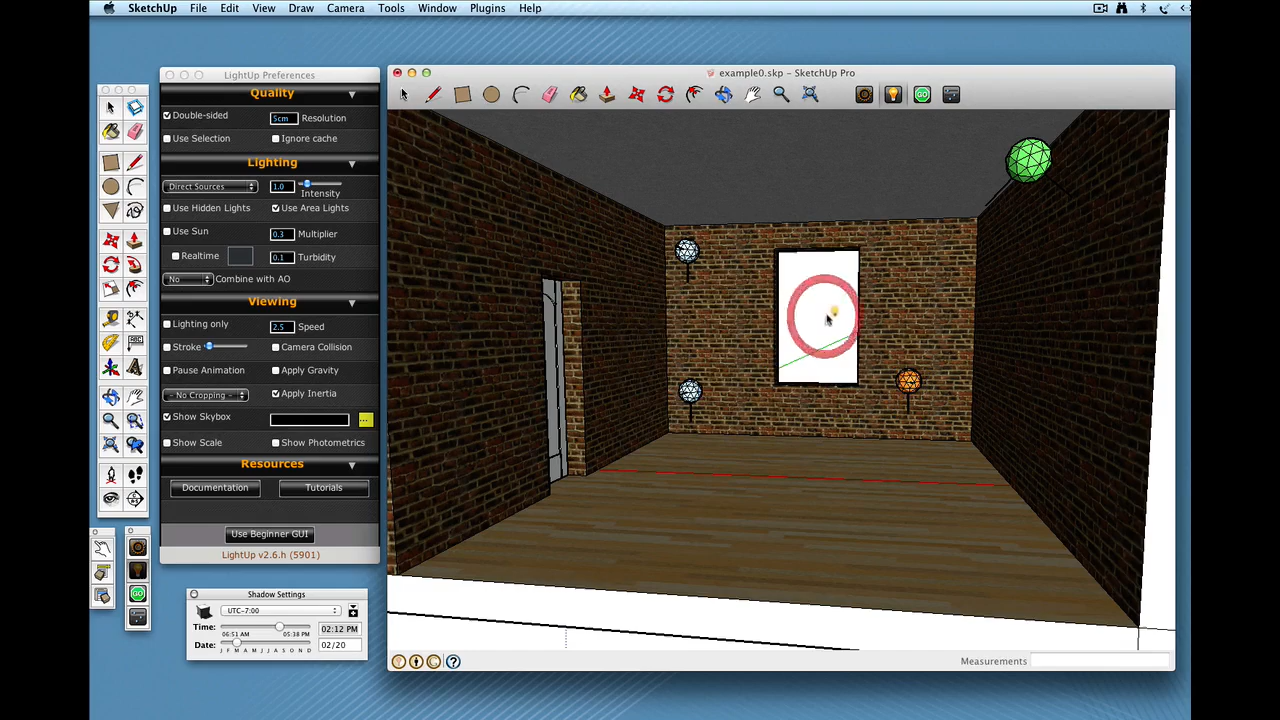 SketchUp File Edit View Draw Camera Tools Window Plugins Help
LightUp Preferences
Quality
Double-sided 5cm Resolution
Use Selection Ignore cache
Lighting
Direct Sources 1.0
Intensity
Use Hidden Lights Use Area Lights
Use Sun 0.3 Multiplier
Realtime 0.1 Turbidity
No Combine with AO
Viewing
Lighting only 2.5 Speed
Stroke Camera Collision
Pause Animation Apply Gravity
- No Cropping - Apply Inertia
Show Skybox ...
Show Scale Show Photometrics
Resources
Documentation Tutorials
Use Beginner GUI
LightUp v2.6.h (5901)
example0.skp - SketchUp Pro
GO
ABC
GO
Shadow Settings
UTC-7:00
Time: 02:12 PM
06:51 AM 05:38 PM
Date: 02/20
J F M A M J J A S O N D
Measurements